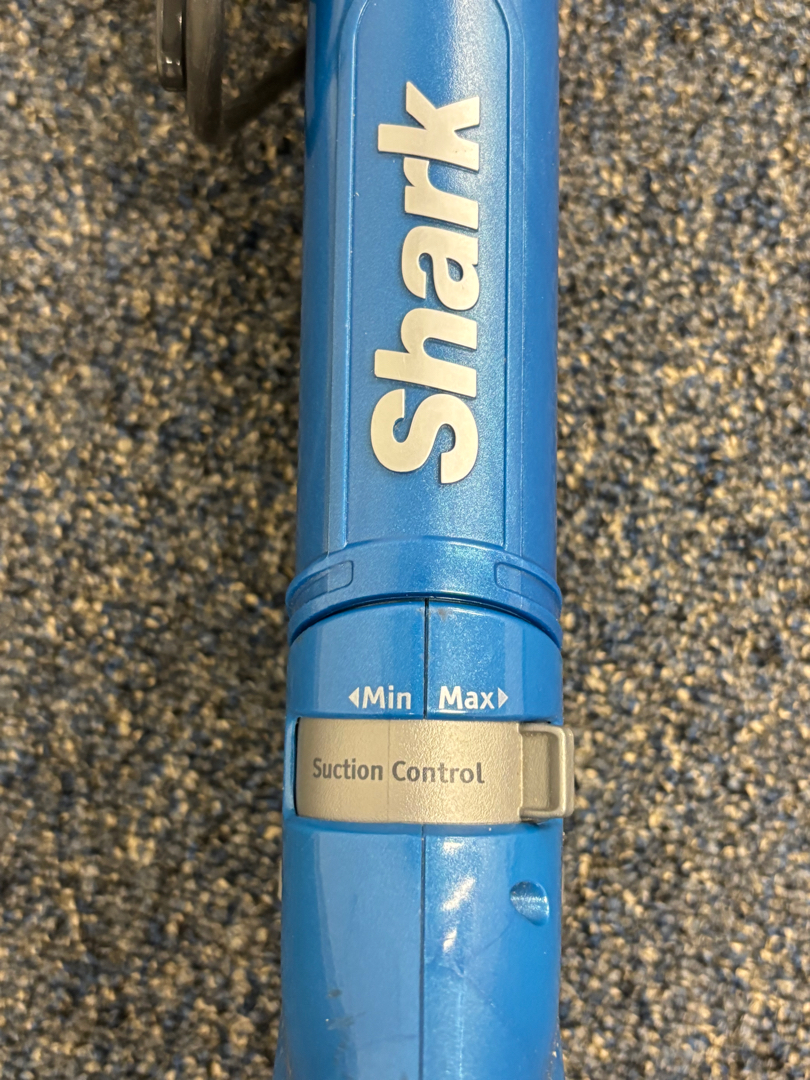 Shark
◀Min Max▶
Suction Control